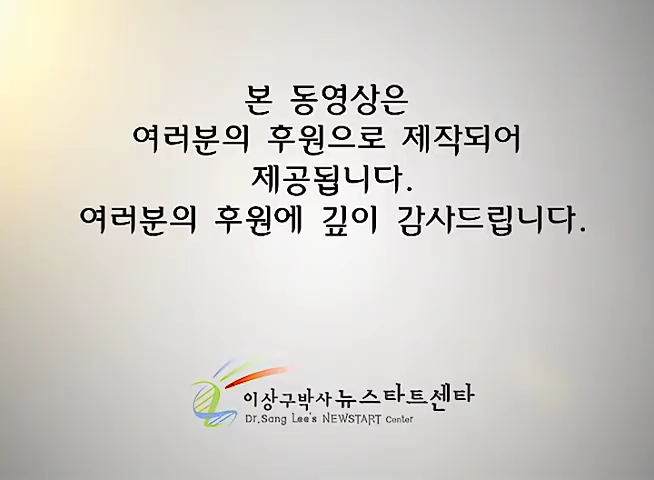 본 동영상은
여러분의 후원으로 제작되어
제공됩니다.
여러분의 후원에 깊이 감사드립니다.
이상구박사 뉴스타트센타
Dr.Sang Lee's NEWSTART Center